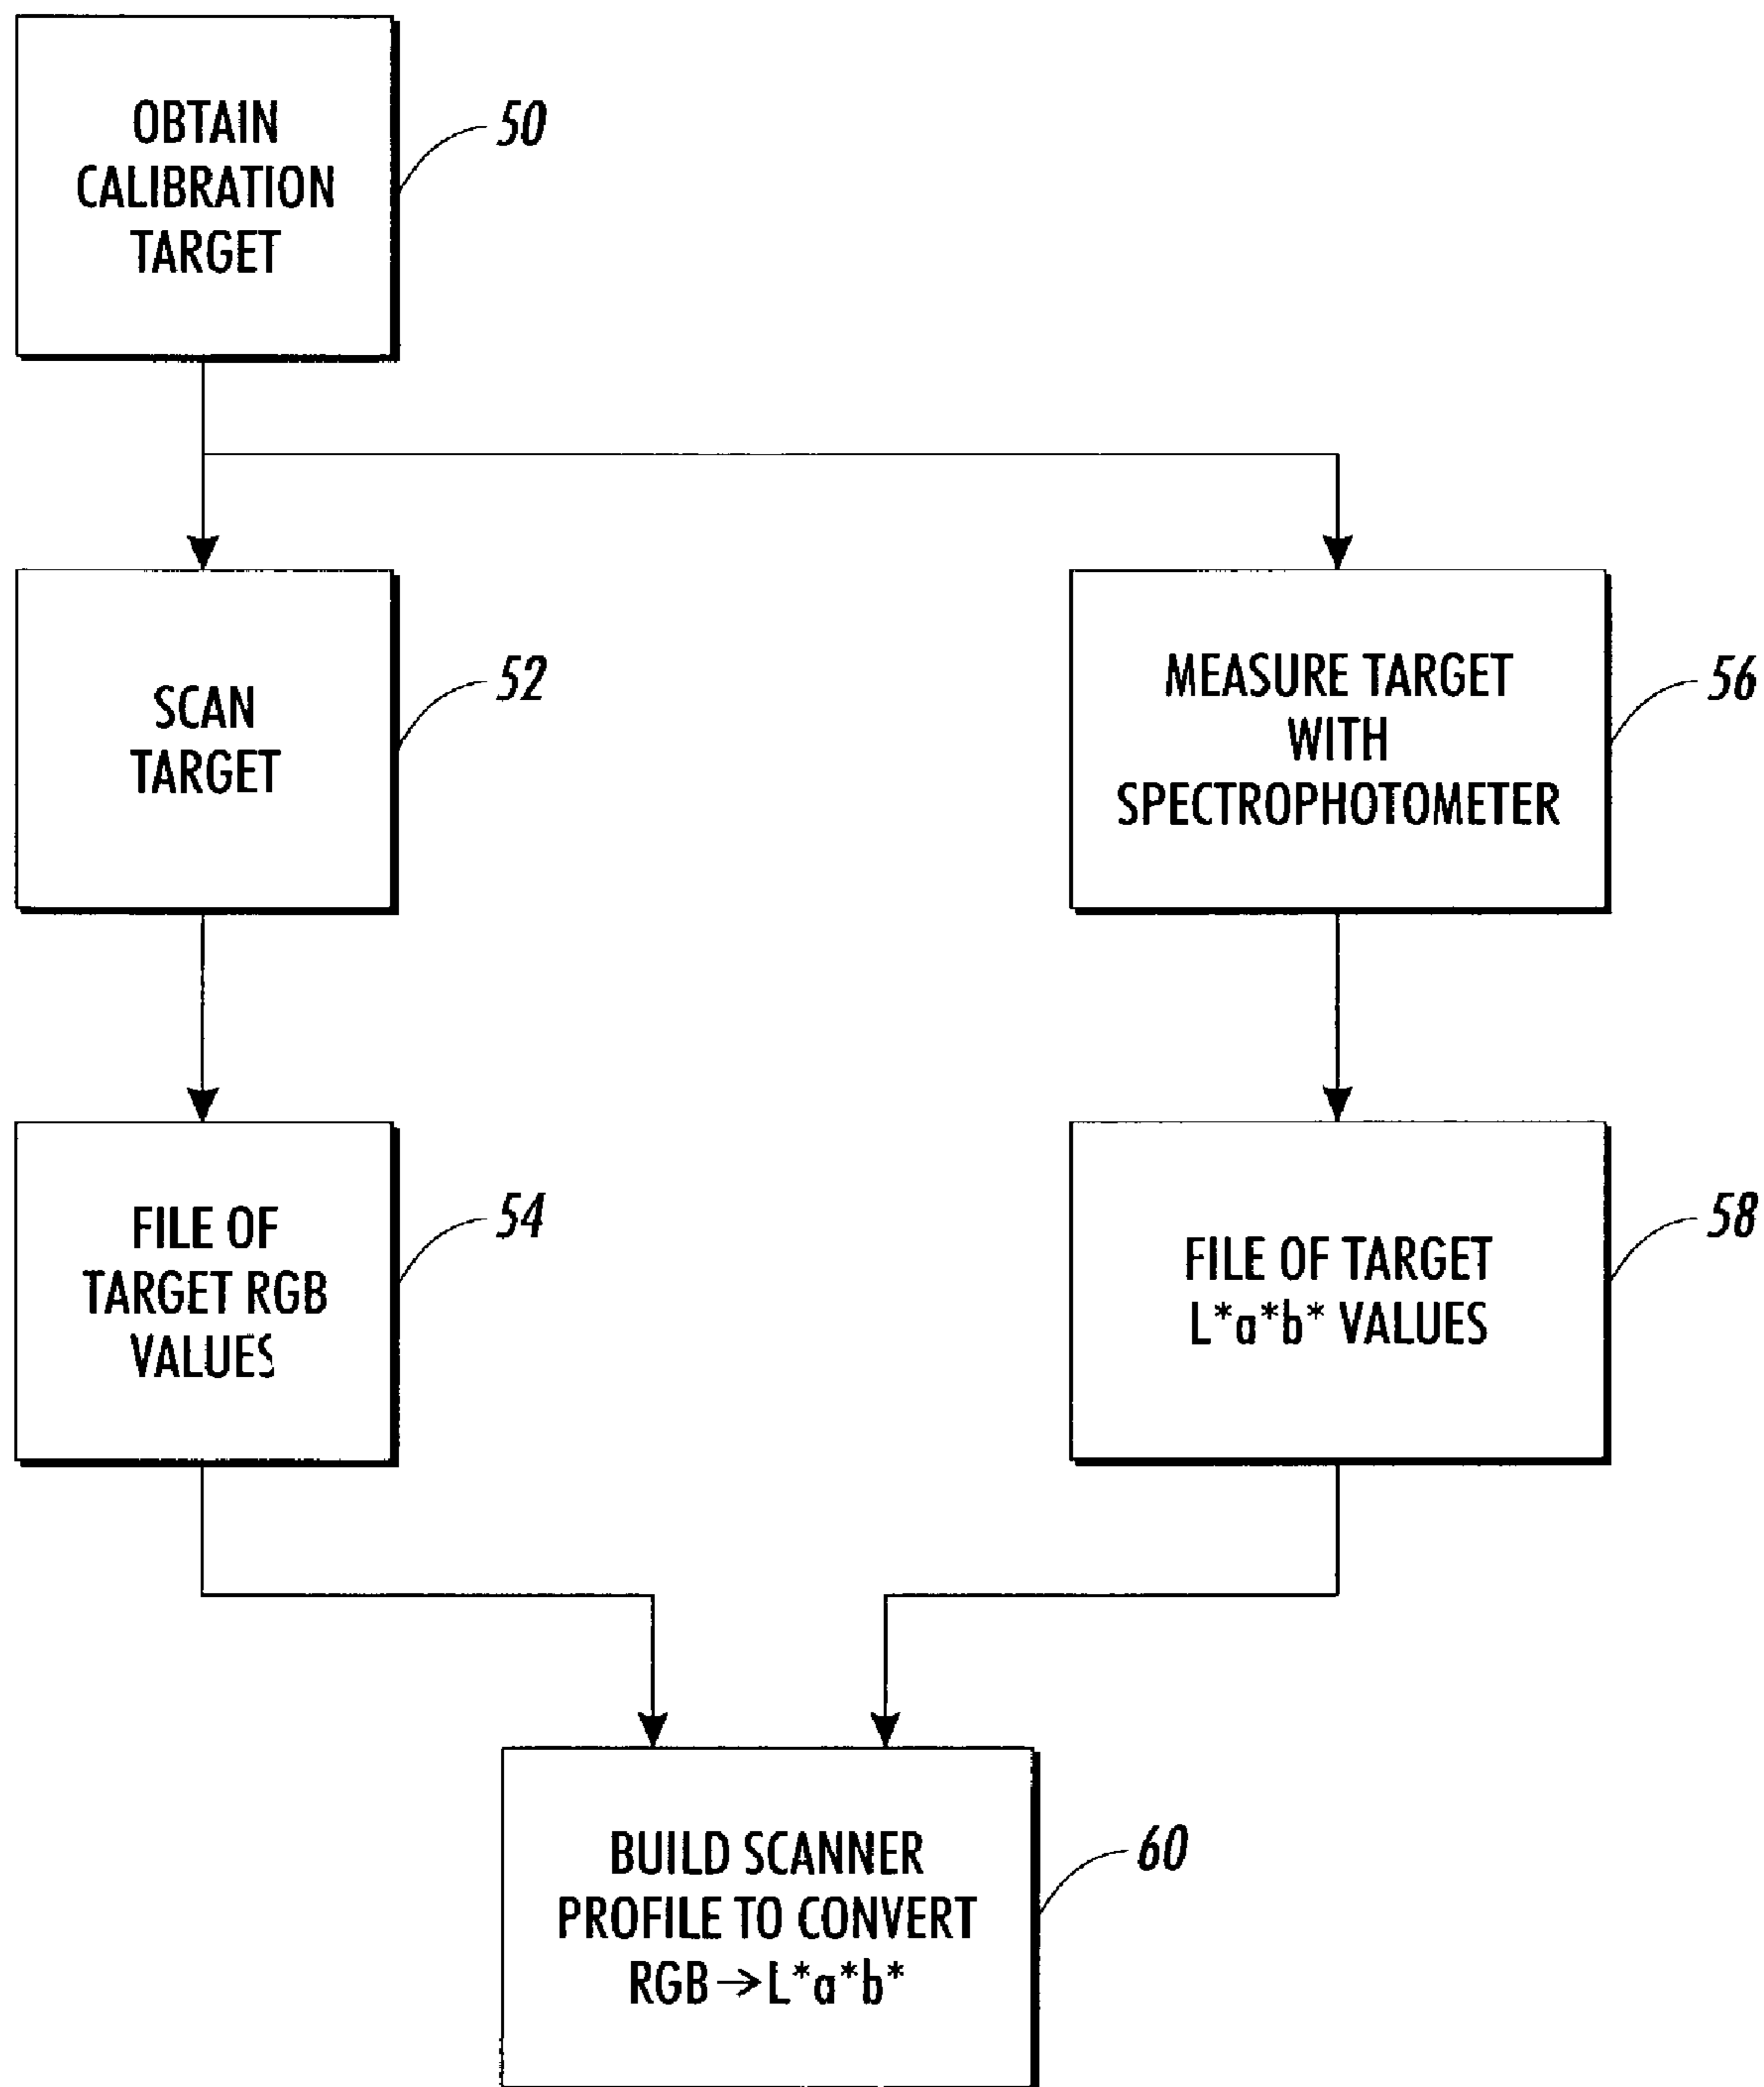 OBTAIN
CALIBRATION
TARGET
50
SCAN
TARGET
52
MEASURE TARGET
WITH
SPECTROPHOTOMETER
56
FILE OF
TARGET RGB
VALUES
54
FILE OF TARGET
L*a*b* VALUES
58
BUILD SCANNER
PROFILE TO CONVERT
RGB→L*a*b*
60